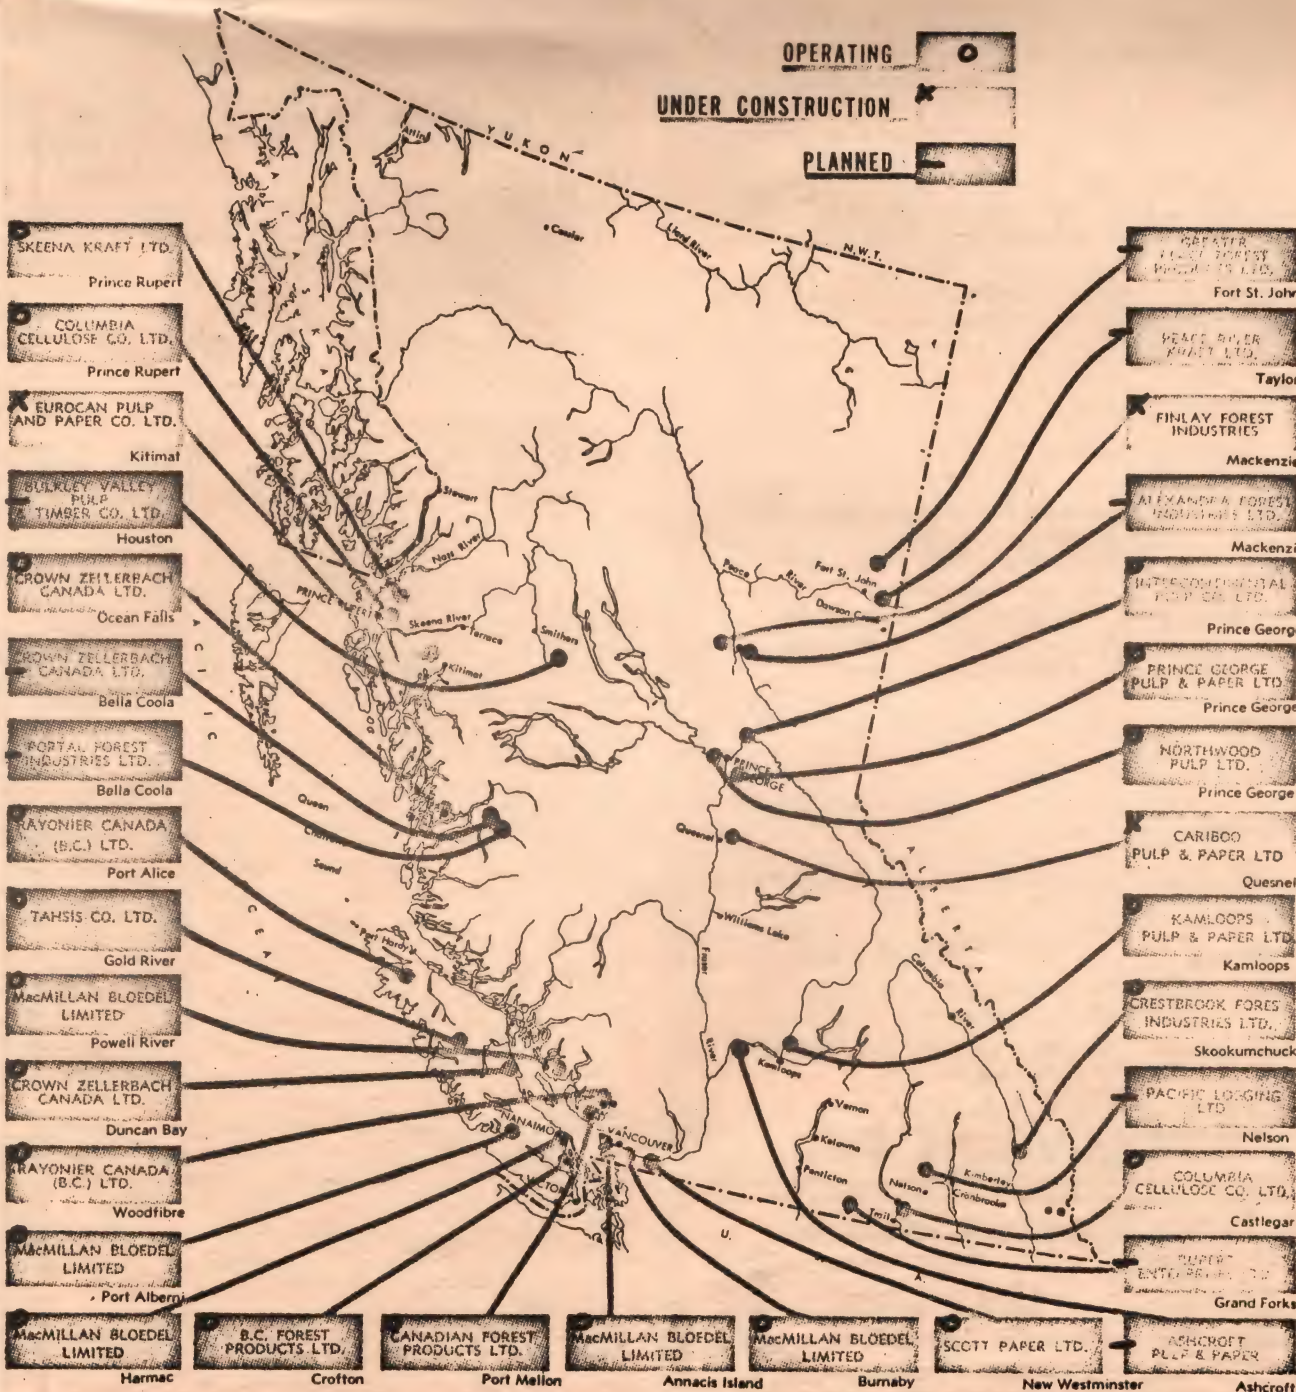 OPERATING
UNDER CONSTRUCTION
PLANNED
YUKON
N.W.T.
Atlin
Cassiar
Liard River
SKEENA KRAFT LTD.
Prince Rupert
COLUMBIA
CELLULOSE CO. LTD.
Prince Rupert
EUROCAN PULP
AND PAPER CO. LTD.
Kitimat
BULKLEY VALLEY
PULP
& TIMBER CO. LTD.
Houston
CROWN ZELLERBACH
CANADA LTD.
Ocean Falls
CROWN ZELLERBACH
CANADA LTD.
Bella Coola
PORTAL FOREST
INDUSTRIES LTD.
Bella Coola
RAYONIER CANADA
(B.C.) LTD.
Port Alice
TAHSIS CO. LTD.
Gold River
MacMILLAN BLOEDEL
LIMITED
Powell River
CROWN ZELLERBACH
CANADA LTD.
Duncan Bay
RAYONIER CANADA
(B.C.) LTD.
Woodfibre
MacMILLAN BLOEDEL
LIMITED
Port Alberni
Stewart
Nass River
PRINCE RUPERT
Skeena River
Terrace
Smithers
Kitimat
Queen
Charlotte
Sound
Port Hardy
NANAIMO
VANCOUVER
Peace
River
Fort St. John
PRINCE
GEORGE
Quesnel
Williams Lake
Fraser
River
Kamloops
Columbia
River
ALBERTA
Vernon
Kelowna
Penticton
Nelson
Kimberley
Cranbrook
U.
A.
GREATER
PEACE FOREST
PRODUCTS LTD.
Fort St. John
PEACE RIVER
KRAFT LTD.
Taylor
FINLAY FOREST
INDUSTRIES
Mackenzie
ALEXANDRA FOREST
INDUSTRIES LTD.
Mackenzi
INTERCONTINENTAL
PULP CO. LTD.
Prince George
PRINCE GEORGE
PULP & PAPER LTD.
Prince George
NORTHWOOD
PULP LTD.
Prince George
CARIBOO
PULP & PAPER LTD
Quesnel
KAMLOOPS
PULP & PAPER LTD
Kamloops
CRESTBROOK FORES
INDUSTRIES LTD.
Skookumchuck
PACIFIC LOGGING
LTD
Nelson
COLUMBIA
CELLULOSE CO. LTD.
Castlegar
RUPERT
Grand Forks
MacMILLAN BLOEDEL
LIMITED
Harmac
B.C. FOREST
PRODUCTS LTD.
Crofton
CANADIAN FOREST
PRODUCTS LTD.
Port Mellon
MacMILLAN BLOEDEL
LIMITED
Annacis Island
MacMILLAN BLOEDEL
LIMITED
Burnaby
SCOTT PAPER LTD.
New Westminster
ASHCROFT
PULP & PAPER
Ashcroft